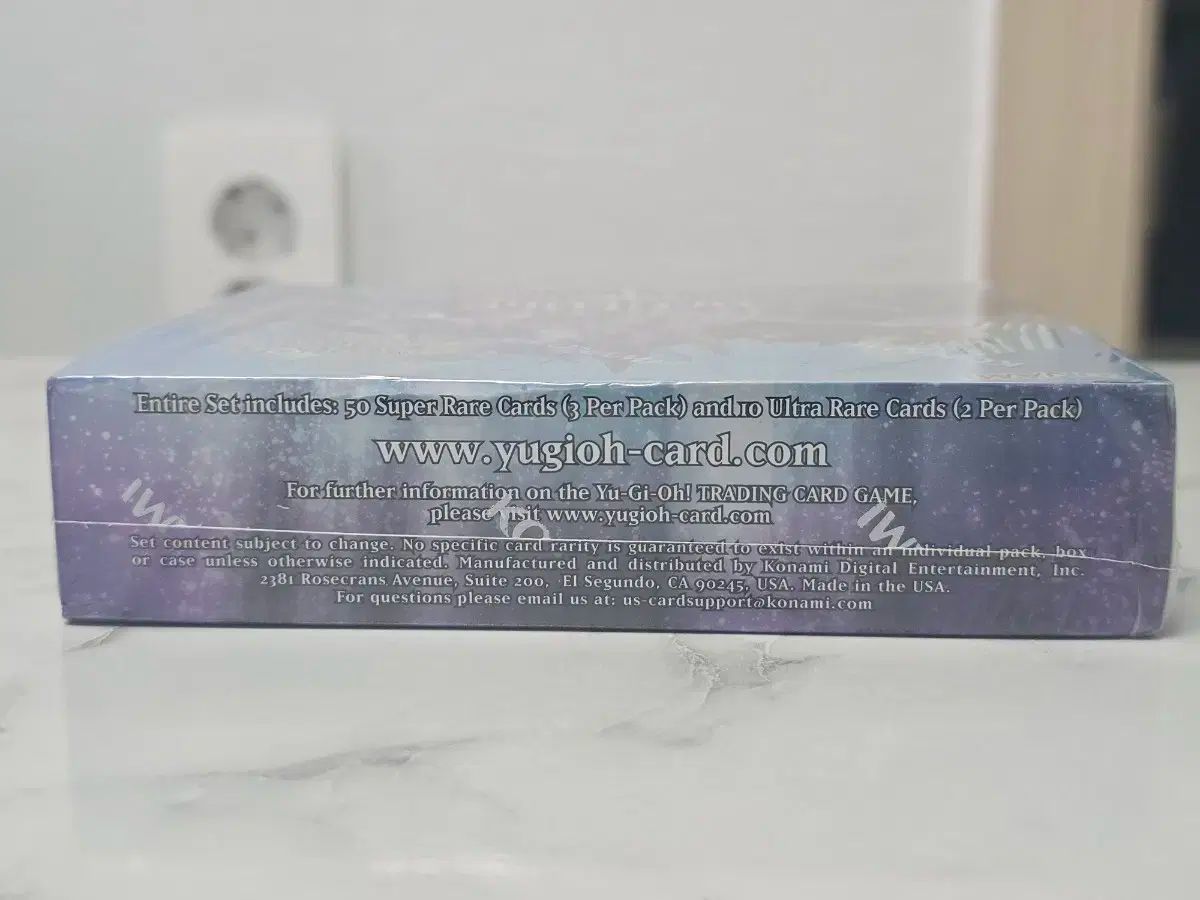 Entire Set includes: 50 Super Rare Cards (3 Per Pack) and 10 Ultra Rare Cards (2 Per Pack)
www.yugioh-card.com
For further information on the Yu-Gi-Oh! TRADING CARD GAME,
please visit www.yugioh-card.com
Set content subject to change. No specific card rarity is guaranteed to exist within an individual pack, box
or case unless otherwise indicated. Manufactured and distributed by Konami Digital Entertainment, Inc.
2381 Rosecrans Avenue, Suite 200, El Segundo, CA 90245, USA. Made in the USA.
For questions please email us at: us-cardsupport@konami.com